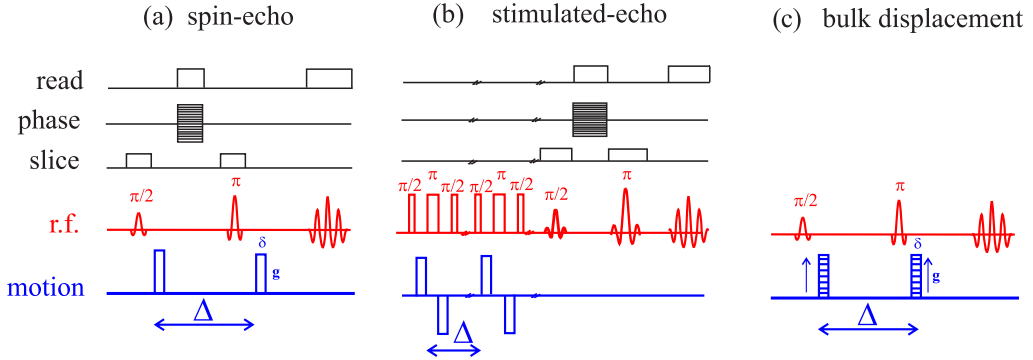 (a) spin-echo
(b) stimulated-echo
(c) bulk displacement
read
phase
slice
r.f.
motion
π/2
π
δ
g
Δ
π/2 π π/2 π/2 π π/2
π/2
π
Δ
π/2
π
δ
g
Δ